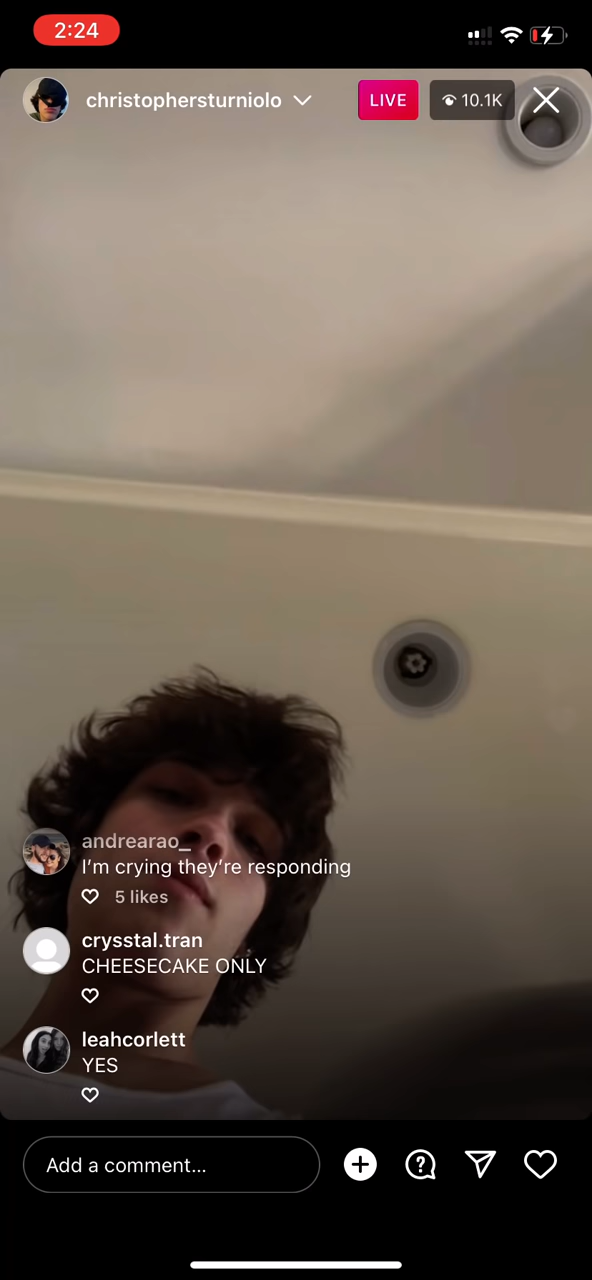 2:24
christophersturniolo
LIVE
10.1K
andrearao_
I'm crying they're responding
5 likes
crysstal.tran
CHEESECAKE ONLY
leahcorlett
YES
Add a comment...